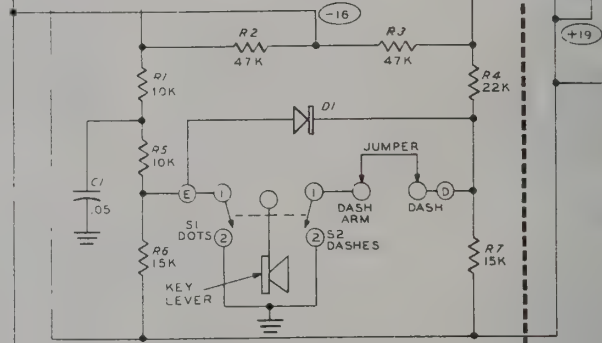 -16
+19
R2
47K
R3
47K
R1
10K
R4
22K
D1
R5
10K
JUMPER
C1
.05
E
1
1
DASH
ARM
DASH
D
S1
DOTS
2
2
S2
DASHES
R6
15K
R7
15K
KEY
LEVER